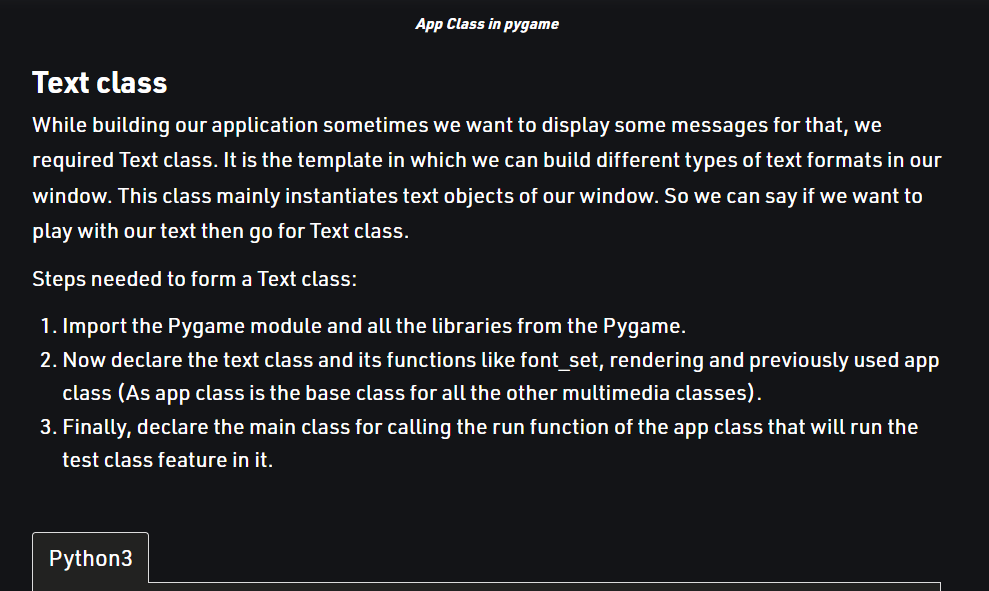 App Class in pygame
Text class
While building our application sometimes we want to display some messages for that, we
required Text class. It is the template in which we can build different types of text formats in our
window. This class mainly instantiates text objects of our window. So we can say if we want to
play with our text then go for Text class.
Steps needed to form a Text class:
1. Import the Pygame module and all the libraries from the Pygame.
2. Now declare the text class and its functions like font_set, rendering and previously used app
class (As app class is the base class for all the other multimedia classes).
3. Finally, declare the main class for calling the run function of the app class that will run the
test class feature in it.
Python3